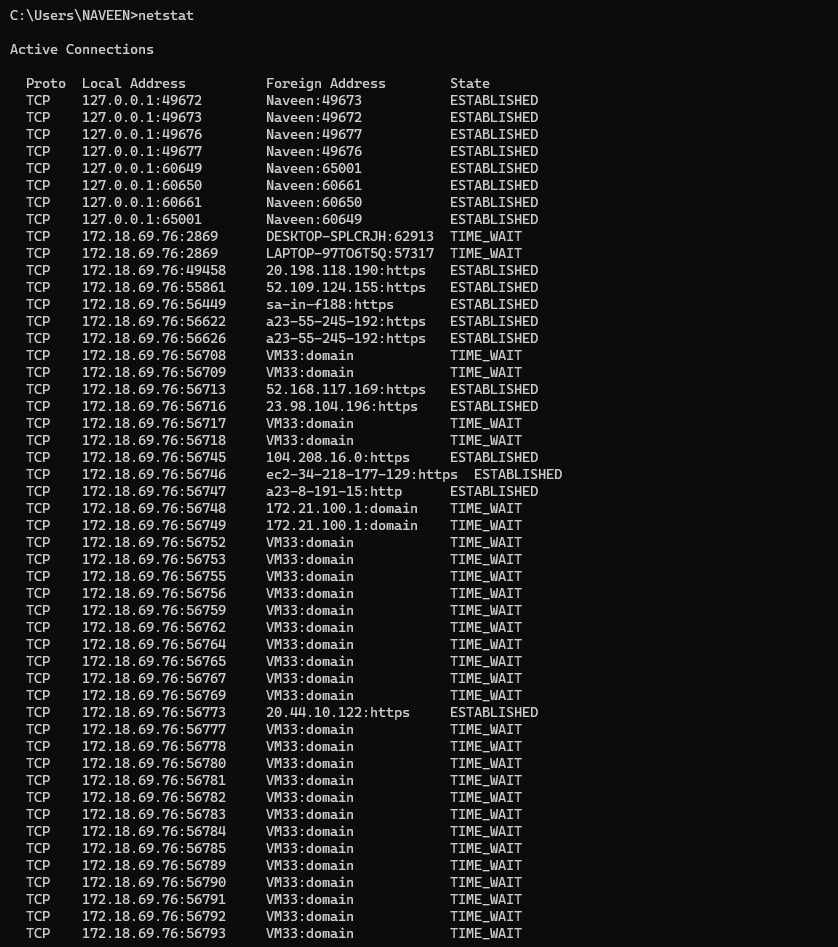 C:\Users\NAVEEN>netstat
Active Connections
Proto  Local Address          Foreign Address        State
TCP    127.0.0.1:49672        Naveen:49673           ESTABLISHED
TCP    127.0.0.1:49673        Naveen:49672           ESTABLISHED
TCP    127.0.0.1:49676        Naveen:49677           ESTABLISHED
TCP    127.0.0.1:49677        Naveen:49676           ESTABLISHED
TCP    127.0.0.1:60649        Naveen:65001           ESTABLISHED
TCP    127.0.0.1:60650        Naveen:60661           ESTABLISHED
TCP    127.0.0.1:60661        Naveen:60650           ESTABLISHED
TCP    127.0.0.1:65001        Naveen:60649           ESTABLISHED
TCP    172.18.69.76:2869      DESKTOP-SPLCRJH:62913  TIME_WAIT
TCP    172.18.69.76:2869      LAPTOP-97TO6T5Q:57317  TIME_WAIT
TCP    172.18.69.76:49458     20.198.118.190:https   ESTABLISHED
TCP    172.18.69.76:55861     52.109.124.155:https   ESTABLISHED
TCP    172.18.69.76:56449     sa-in-f188:https       ESTABLISHED
TCP    172.18.69.76:56622     a23-55-245-192:https   ESTABLISHED
TCP    172.18.69.76:56626     a23-55-245-192:https   ESTABLISHED
TCP    172.18.69.76:56708     VM33:domain            TIME_WAIT
TCP    172.18.69.76:56709     VM33:domain            TIME_WAIT
TCP    172.18.69.76:56713     52.168.117.169:https   ESTABLISHED
TCP    172.18.69.76:56716     23.98.104.196:https    ESTABLISHED
TCP    172.18.69.76:56717     VM33:domain            TIME_WAIT
TCP    172.18.69.76:56718     VM33:domain            TIME_WAIT
TCP    172.18.69.76:56745     104.208.16.0:https     ESTABLISHED
TCP    172.18.69.76:56746     ec2-34-218-177-129:https  ESTABLISHED
TCP    172.18.69.76:56747     a23-8-191-15:http      ESTABLISHED
TCP    172.18.69.76:56748     172.21.100.1:domain    TIME_WAIT
TCP    172.18.69.76:56749     172.21.100.1:domain    TIME_WAIT
TCP    172.18.69.76:56752     VM33:domain            TIME_WAIT
TCP    172.18.69.76:56753     VM33:domain            TIME_WAIT
TCP    172.18.69.76:56755     VM33:domain            TIME_WAIT
TCP    172.18.69.76:56756     VM33:domain            TIME_WAIT
TCP    172.18.69.76:56759     VM33:domain            TIME_WAIT
TCP    172.18.69.76:56762     VM33:domain            TIME_WAIT
TCP    172.18.69.76:56764     VM33:domain            TIME_WAIT
TCP    172.18.69.76:56765     VM33:domain            TIME_WAIT
TCP    172.18.69.76:56767     VM33:domain            TIME_WAIT
TCP    172.18.69.76:56769     VM33:domain            TIME_WAIT
TCP    172.18.69.76:56773     20.44.10.122:https     ESTABLISHED
TCP    172.18.69.76:56777     VM33:domain            TIME_WAIT
TCP    172.18.69.76:56778     VM33:domain            TIME_WAIT
TCP    172.18.69.76:56780     VM33:domain            TIME_WAIT
TCP    172.18.69.76:56781     VM33:domain            TIME_WAIT
TCP    172.18.69.76:56782     VM33:domain            TIME_WAIT
TCP    172.18.69.76:56783     VM33:domain            TIME_WAIT
TCP    172.18.69.76:56784     VM33:domain            TIME_WAIT
TCP    172.18.69.76:56785     VM33:domain            TIME_WAIT
TCP    172.18.69.76:56789     VM33:domain            TIME_WAIT
TCP    172.18.69.76:56790     VM33:domain            TIME_WAIT
TCP    172.18.69.76:56791     VM33:domain            TIME_WAIT
TCP    172.18.69.76:56792     VM33:domain            TIME_WAIT
TCP    172.18.69.76:56793     VM33:domain            TIME_WAIT